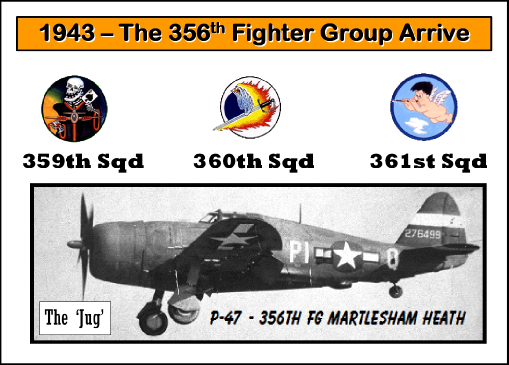 1943 – The 356th Fighter Group Arrive
359th Sqd
360th Sqd
361st Sqd
276499
PI
Q
The 'Jug'
P-47 - 356TH FG MARTLESHAM HEATH